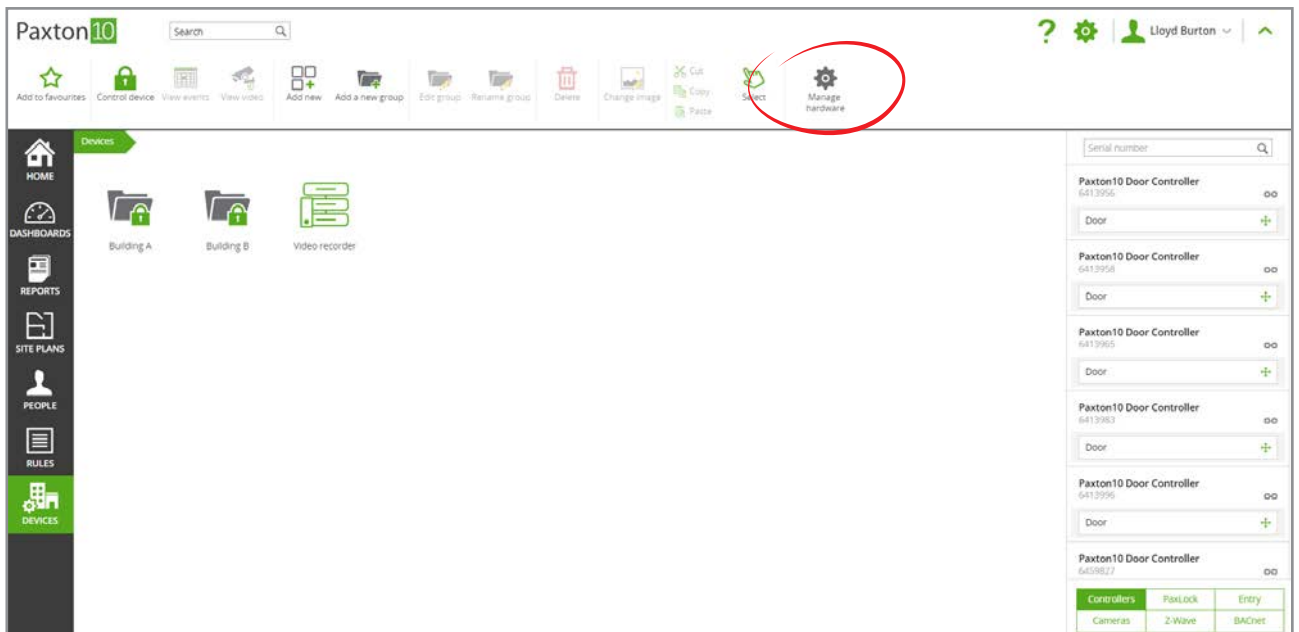 Paxton10
Search
Lloyd Burton
Add to favourites
Control device
View events
View video
Add new
Add a new group
Edit group
Rename group
Delete
Change image
Cut
Copy
Paste
Select
Manage
hardware
HOME
DASHBOARDS
REPORTS
SITE PLANS
PEOPLE
RULES
DEVICES
Devices
Building A
Building B
Video recorder
Serial number
Paxton10 Door Controller
6413956
Door
Paxton10 Door Controller
6413958
Door
Paxton10 Door Controller
6413965
Door
Paxton10 Door Controller
6413983
Door
Paxton10 Door Controller
6413996
Door
Paxton10 Door Controller
6459827
Controllers
PaxLock
Entry
Cameras
Z-Wave
BACnet